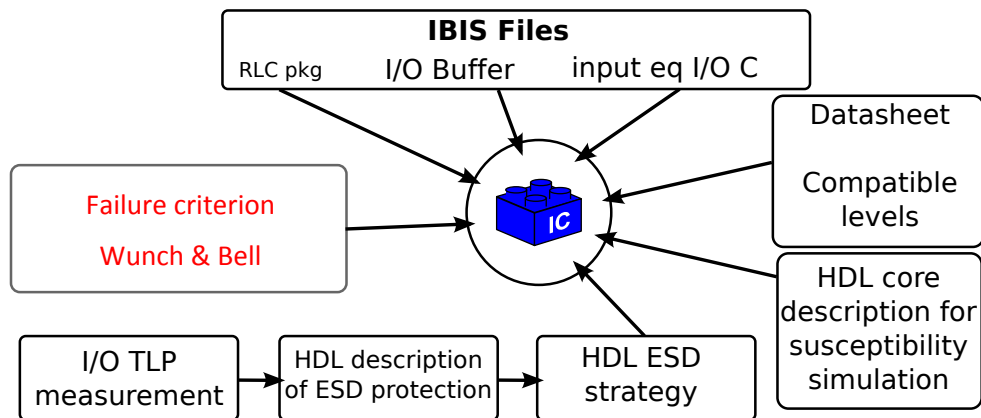 IBIS Files
RLC pkg I/O Buffer input eq I/O C
Datasheet
Compatible
levels
Failure criterion
Wunch & Bell
IC
HDL core
description for
susceptibility
simulation
I/O TLP
measurement
HDL description
of ESD protection
HDL ESD
strategy